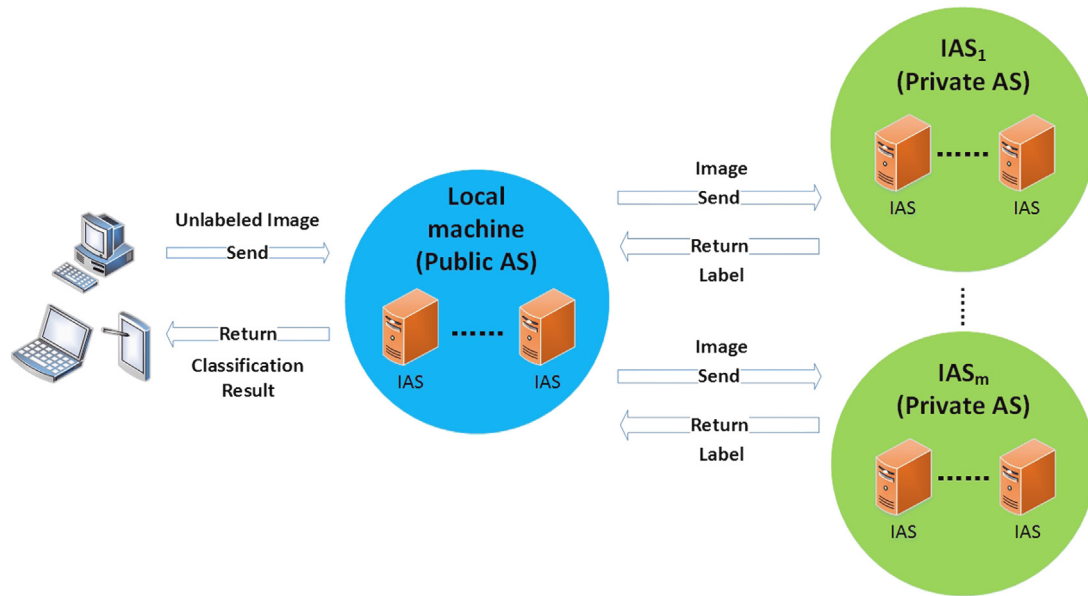 Unlabeled Image
Send
Return
Classification
Result
Local
machine
(Public AS)
IAS
IAS
Image
Send
Return
Label
Image
Send
Return
Label
IAS₁
(Private AS)
IAS
IAS
IASₘ
(Private AS)
IAS
IAS